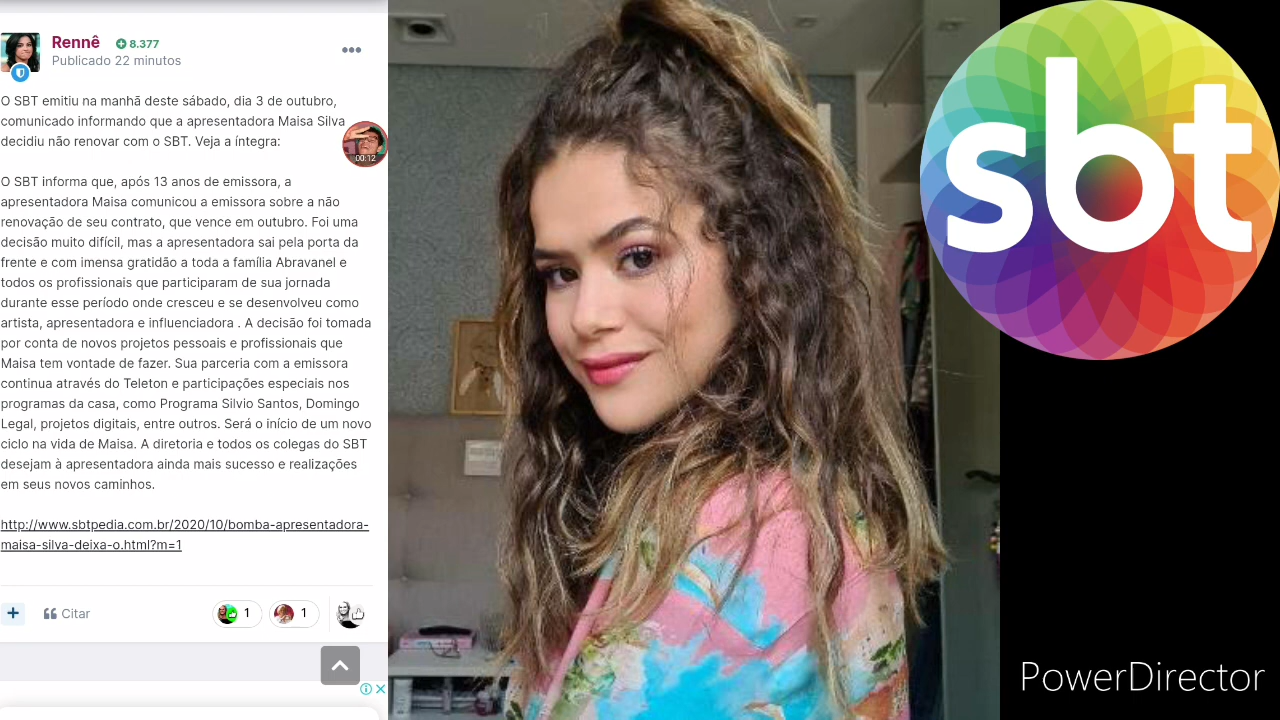 Rennê 8.377
Publicado 22 minutos
O SBT emitiu na manhã deste sábado, dia 3 de outubro,
comunicado informando que a apresentadora Maisa Silva
decidiu não renovar com o SBT. Veja a íntegra:
00:12
O SBT informa que, após 13 anos de emissora, a
apresentadora Maisa comunicou a emissora sobre a não
renovação de seu contrato, que vence em outubro. Foi uma
decisão muito difícil, mas a apresentadora sai pela porta da
frente e com imensa gratidão a toda a família Abravanel e
todos os profissionais que participaram de sua jornada
durante esse período onde cresceu e se desenvolveu como
artista, apresentadora e influenciadora . A decisão foi tomada
por conta de novos projetos pessoais e profissionais que
Maisa tem vontade de fazer. Sua parceria com a emissora
continua através do Teleton e participações especiais nos
programas da casa, como Programa Silvio Santos, Domingo
Legal, projetos digitais, entre outros. Será o início de um novo
ciclo na vida de Maisa. A diretoria e todos os colegas do SBT
desejam à apresentadora ainda mais sucesso e realizações
em seus novos caminhos.
http://www.sbtpedia.com.br/2020/10/bomba-apresentadora-
maisa-silva-deixa-o.html?m=1
+ Citar 1 1
sbt
PowerDirector